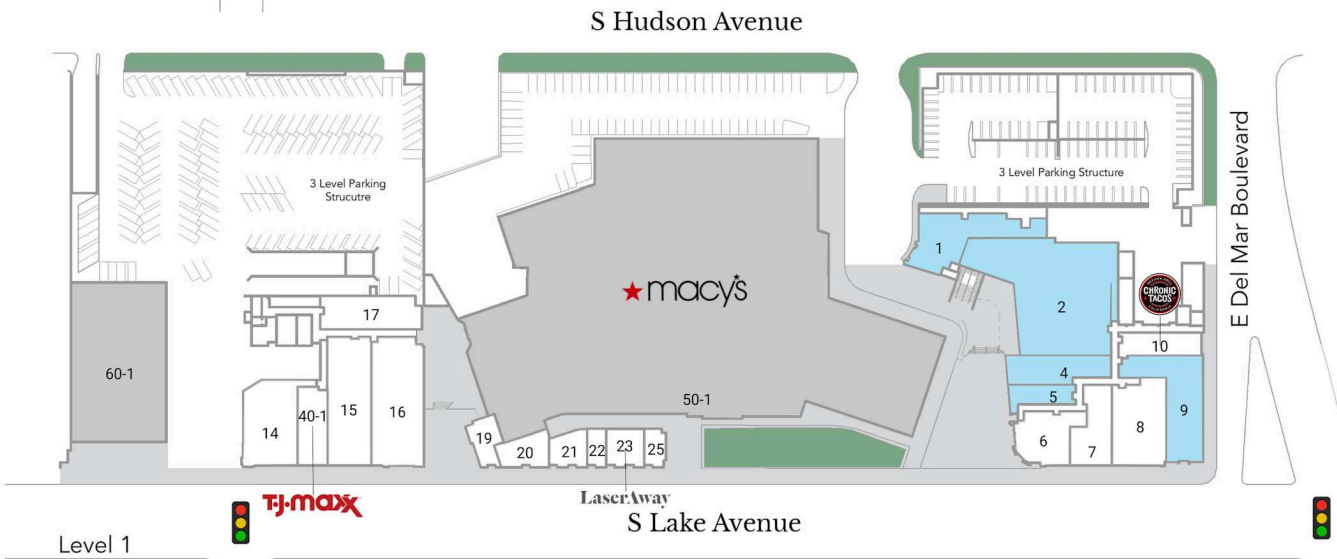 S Hudson Avenue
3 Level Parking
Strucutre
3 Level Parking Structure
E Del Mar Boulevard
1
macy's
CHRONIC
TACOS
2
17
10
60-1
4
5
50-1
40-1
15
16
9
14
19
20
21
22
23
25
6
7
8
T·J·maxx
LaserAway
S Lake Avenue
Level 1